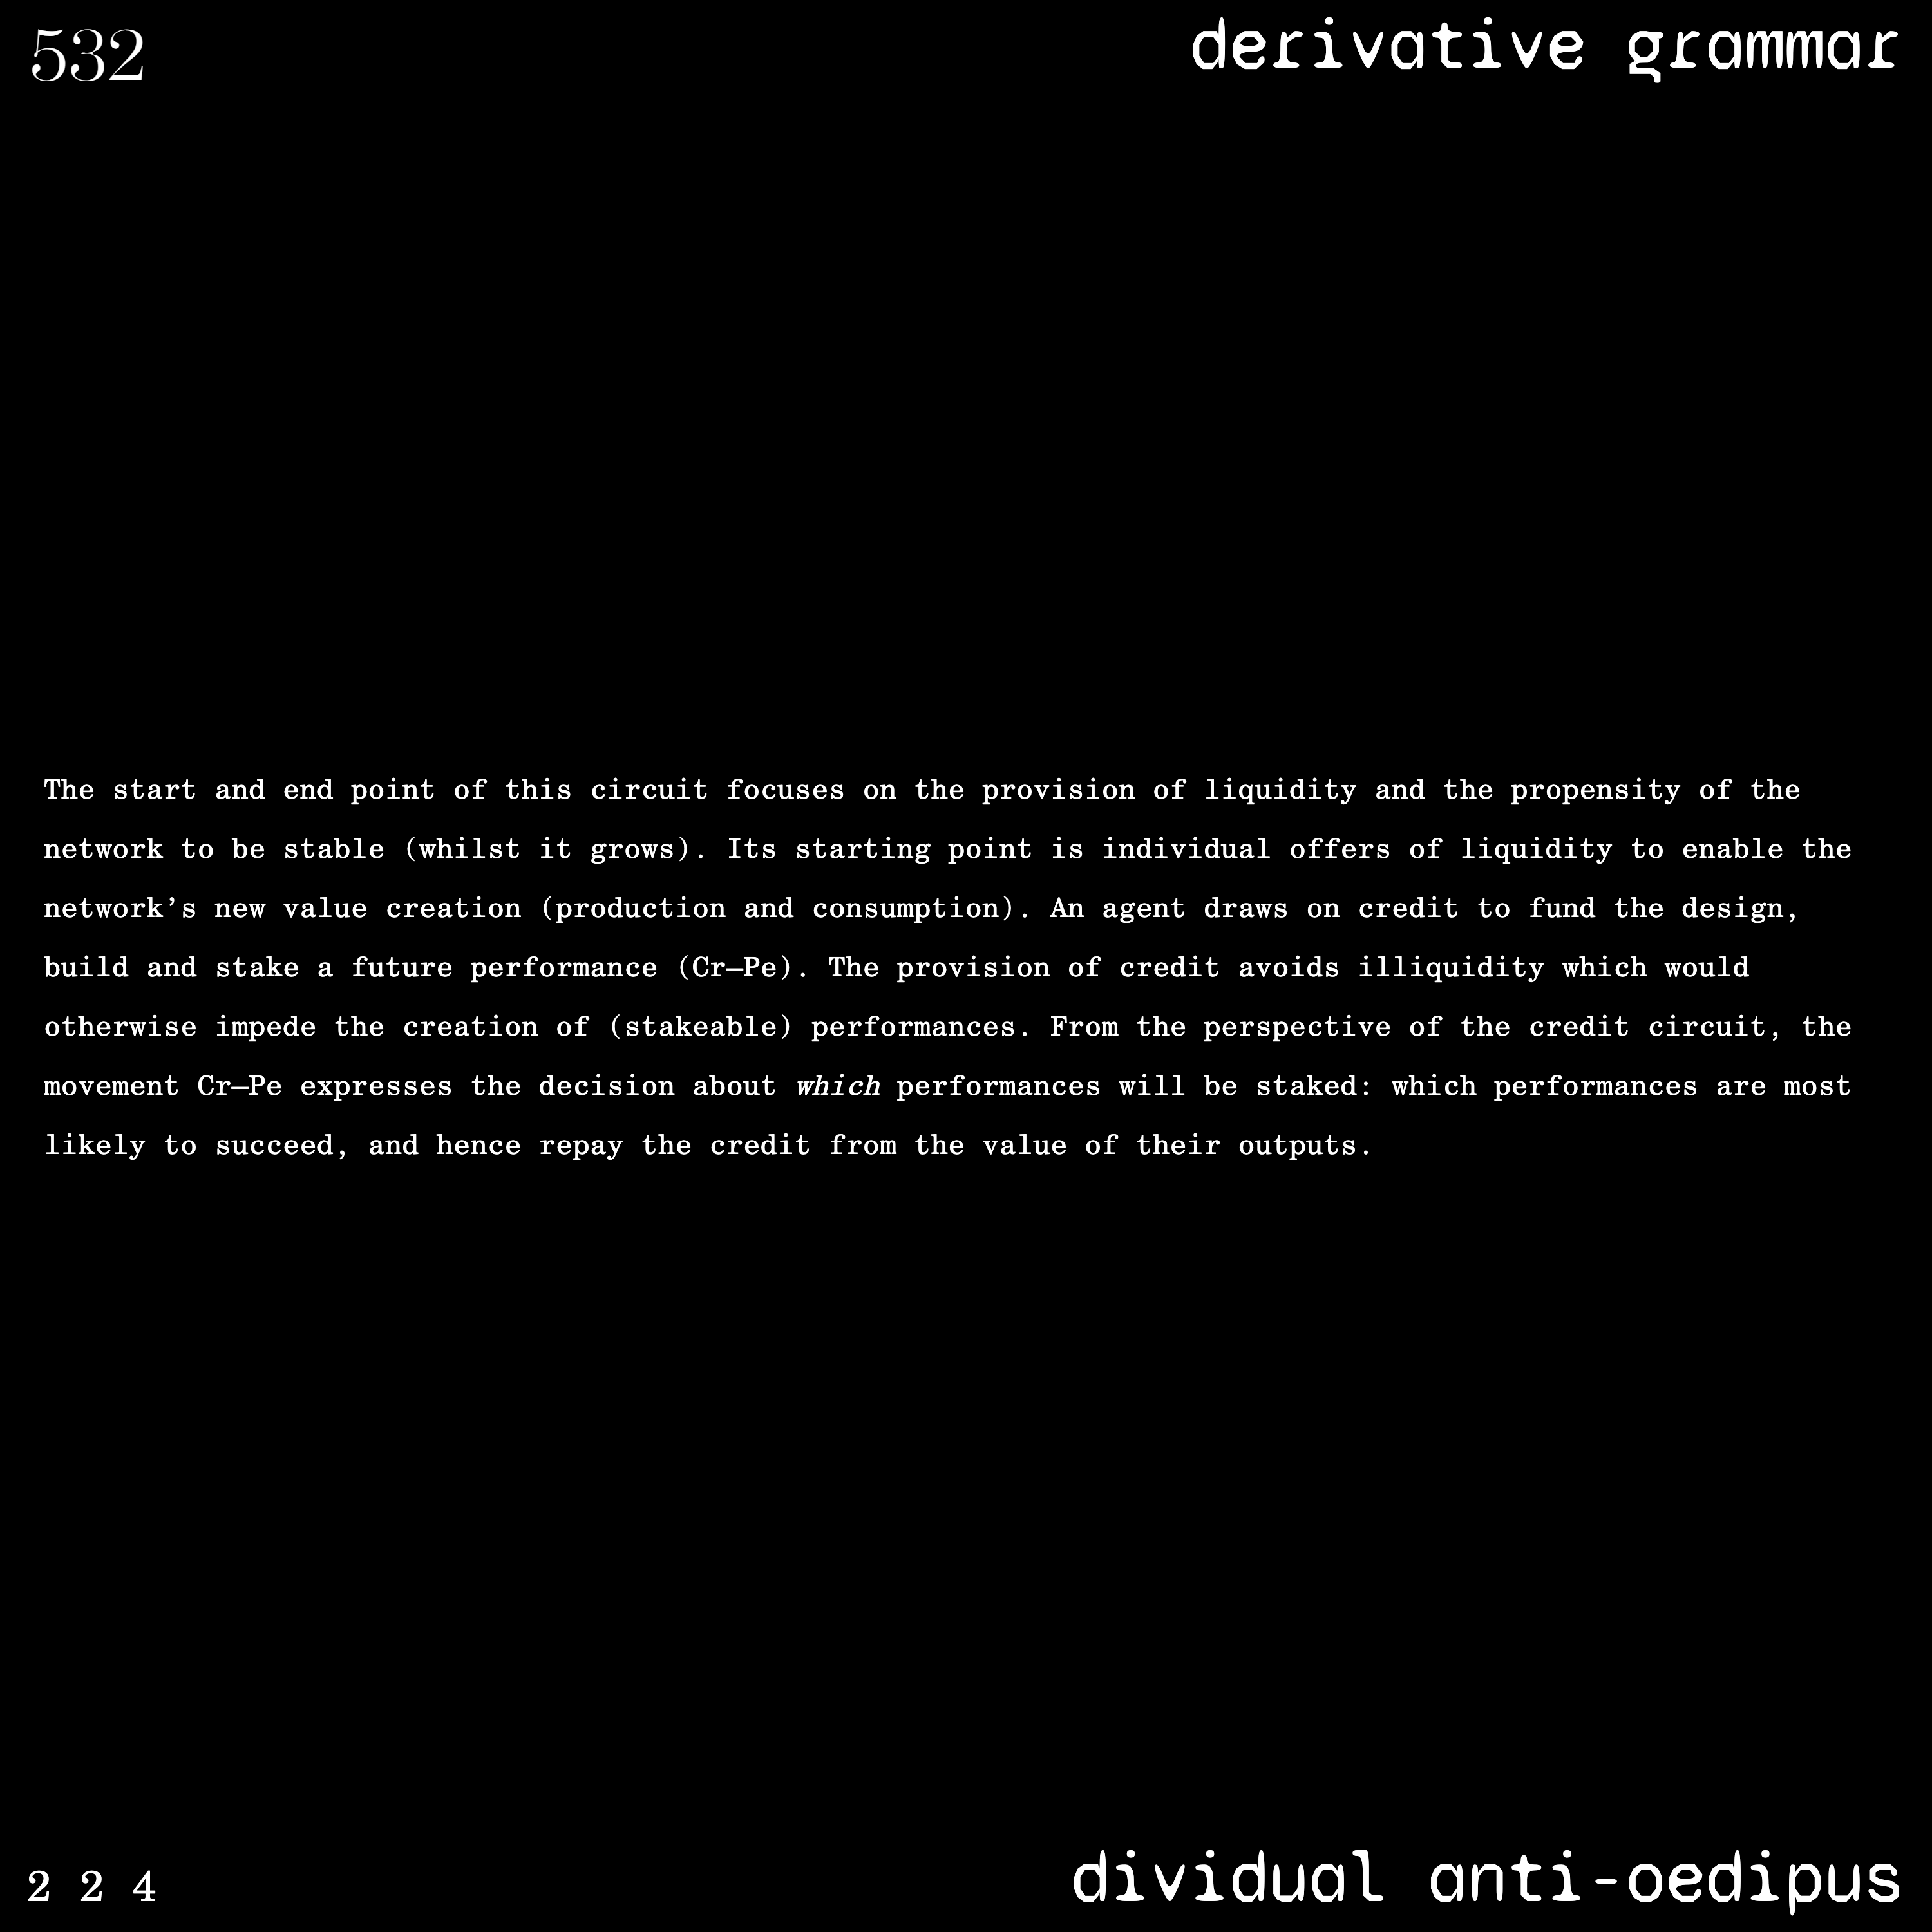 532
derivative grammar
The start and end point of this circuit focuses on the provision of liquidity and the propensity of the
network to be stable (whilst it grows). Its starting point is individual offers of liquidity to enable the
network’s new value creation (production and consumption). An agent draws on credit to fund the design,
build and stake a future performance (Cr—Pe). The provision of credit avoids illiquidity which would
otherwise impede the creation of (stakeable) performances. From the perspective of the credit circuit, the
movement Cr—Pe expresses the decision about which performances will be staked: which performances are most
likely to succeed, and hence repay the credit from the value of their outputs.
2 2 4
dividual anti-oedipus